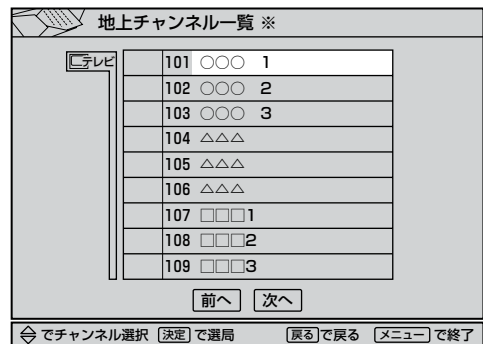 地上チャンネル一覧 ※
テレビ
101 ○○○ 1
102 ○○○ 2
103 ○○○ 3
104 △△△
105 △△△
106 △△△
107 □□□1
108 □□□2
109 □□□3
前へ 次へ
でチャンネル選択 決定 で選局 戻る で戻る メニュー で終了